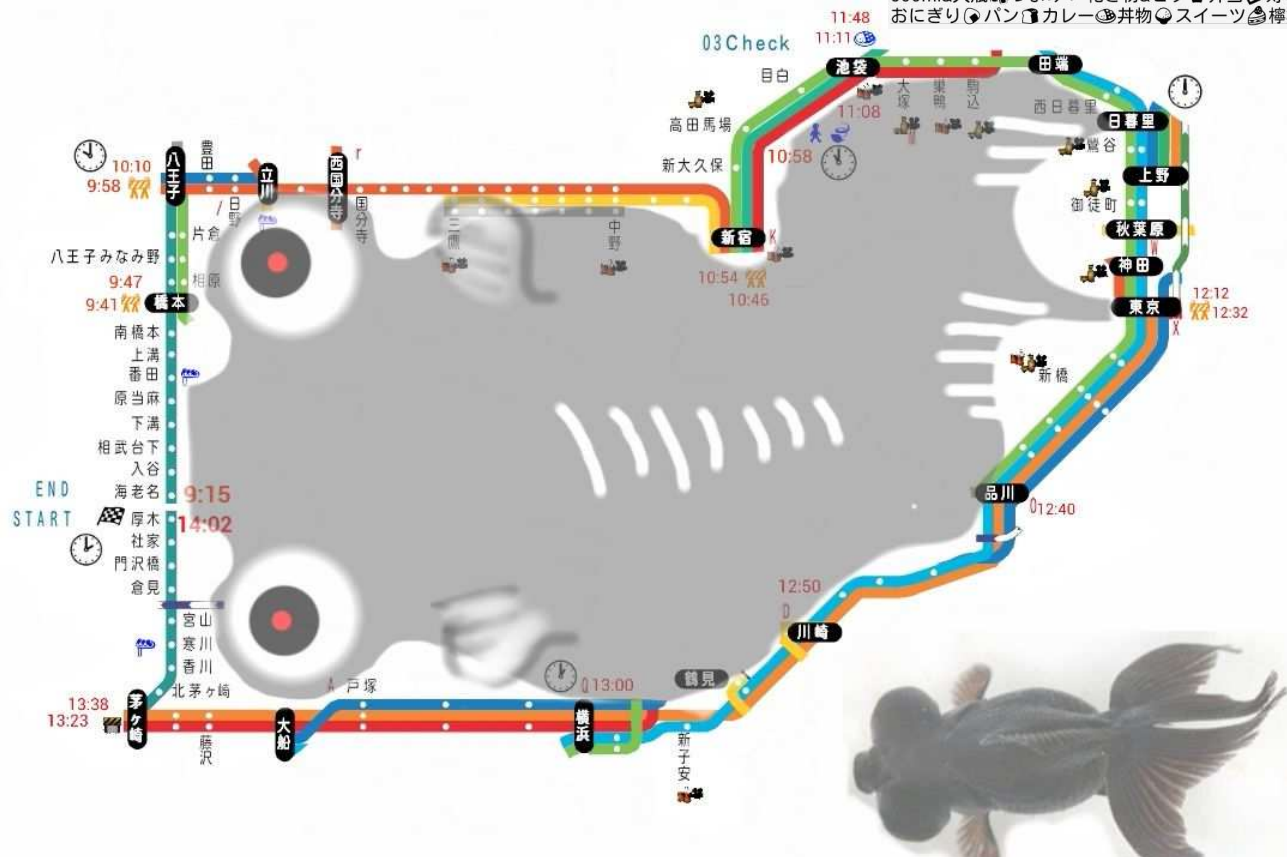 おにぎり パン カレー 丼物 スイーツ
11:48
11:11
03Check
池袋
田端
目白
大塚
巣鴨
駒込
西日暮里
11:08
高田馬場
日暮里
鶯谷
豊田
10:10
八王子
立川
西国分寺
r
10:58
新大久保
上野
9:58
日野
国分寺
御徒町
片倉
三鷹
中野
新宿
K
秋葉原
W
八王子みなみ野
神田
9:47
相原
10:54
10:46
12:12
9:41
橋本
東京
12:32
X
南橋本
上溝
番田
新橋
原当麻
下溝
相武台下
入谷
END
海老名
9:15
品川
12:40
START
厚木
14:02
社家
門沢橋
倉見
12:50
D
宮山
川崎
寒川
香川
鶴見
北茅ヶ崎
A
戸塚
Q13:00
13:38
13:23
茅ヶ崎
大船
横浜
藤沢
新子安